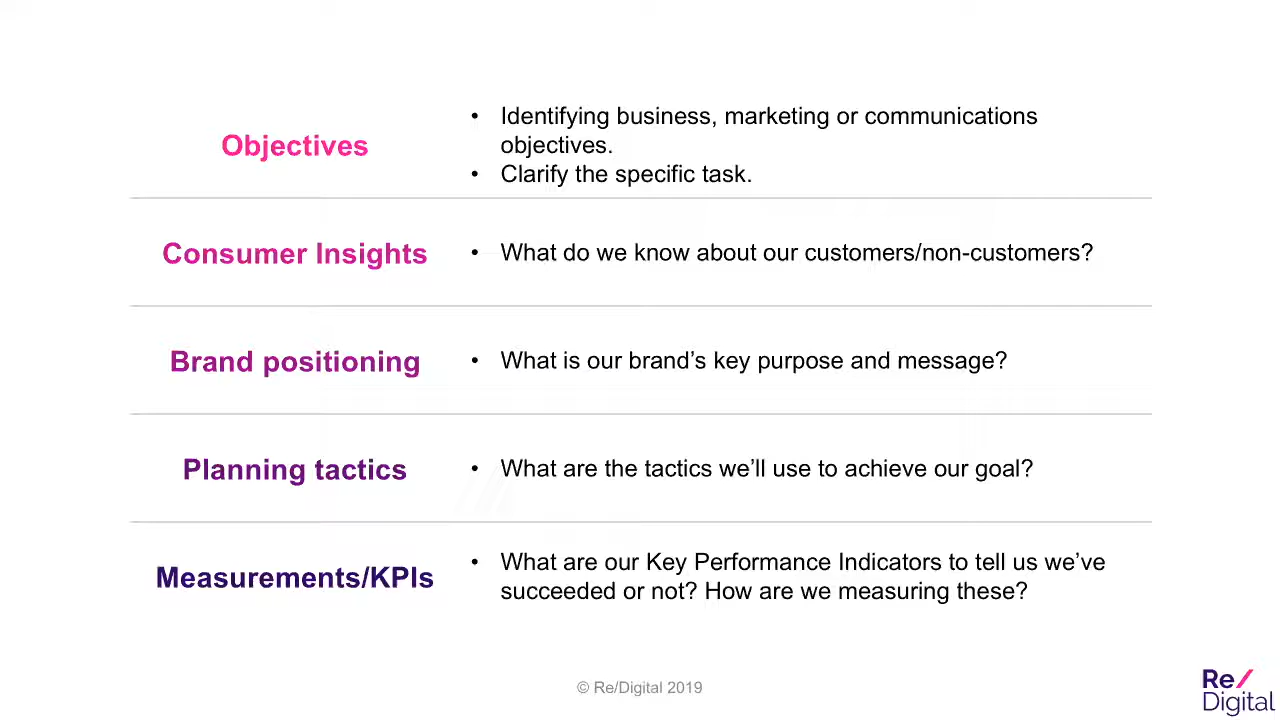 Objectives
• Identifying business, marketing or communications
objectives.
• Clarify the specific task.
Consumer Insights
• What do we know about our customers/non-customers?
Brand positioning
• What is our brand’s key purpose and message?
Planning tactics
• What are the tactics we’ll use to achieve our goal?
Measurements/KPIs
• What are our Key Performance Indicators to tell us we’ve
succeeded or not? How are we measuring these?
© Re/Digital 2019
Re/
Digital